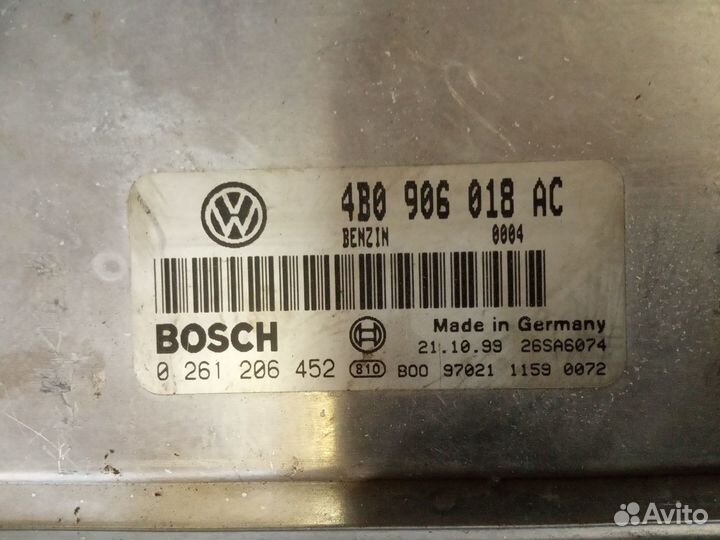 4B0 906 018 AC
BENZIN 0004
BOSCH
Made in Germany
21.10.99 26SA6074
0 261 206 452 810 B00 97021 1159 0072
Avito